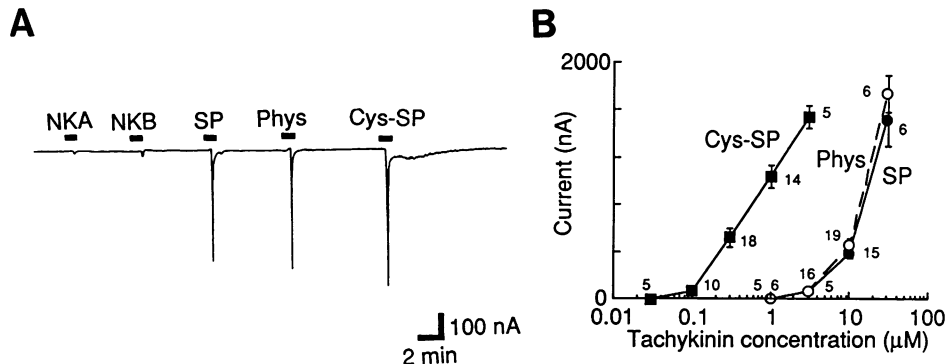 A
NKA NKB SP Phys Cys-SP
100 nA
2 min
B
2000
Current (nA)
0
Cys-SP
Phys
SP
5
10
18
14
5
5 6
16
5
19
15
6
6
0.01 0.1 1 10 100
Tachykinin concentration (μM)